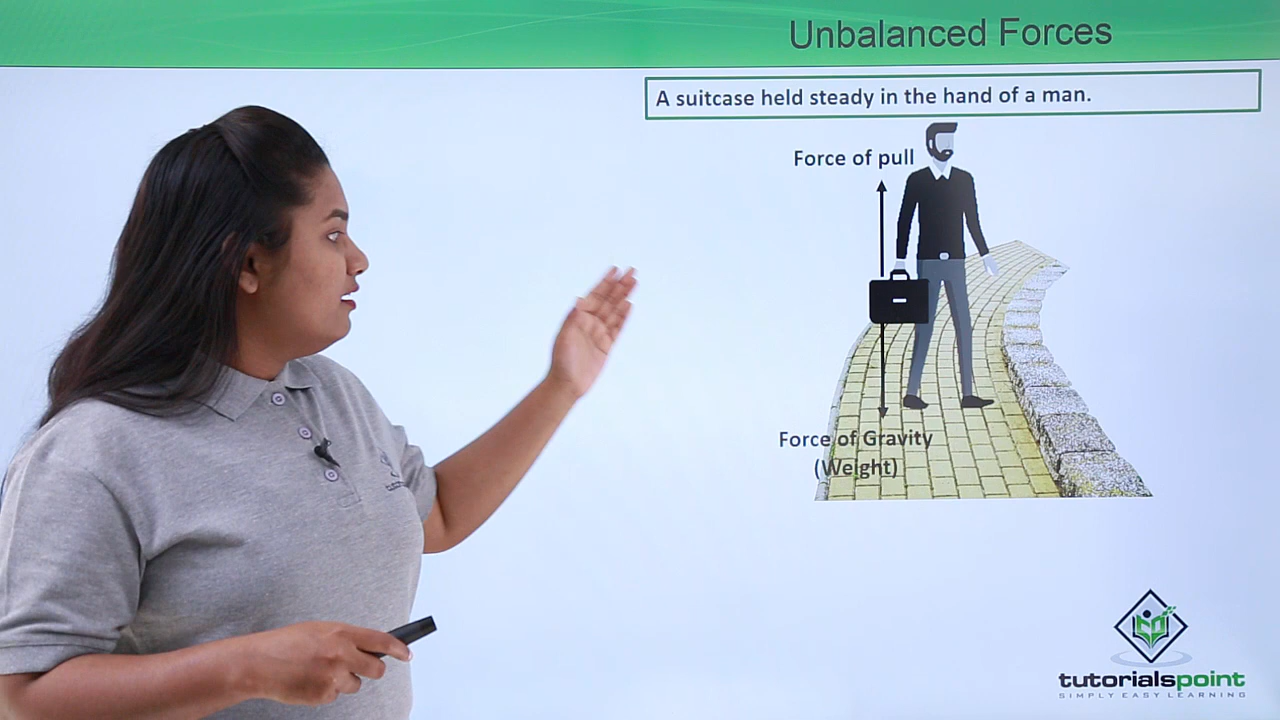 Unbalanced Forces
A suitcase held steady in the hand of a man.
Force of pull
Force of Gravity
(Weight)
tutorialspoint
SIMPLY EASY LEARNING